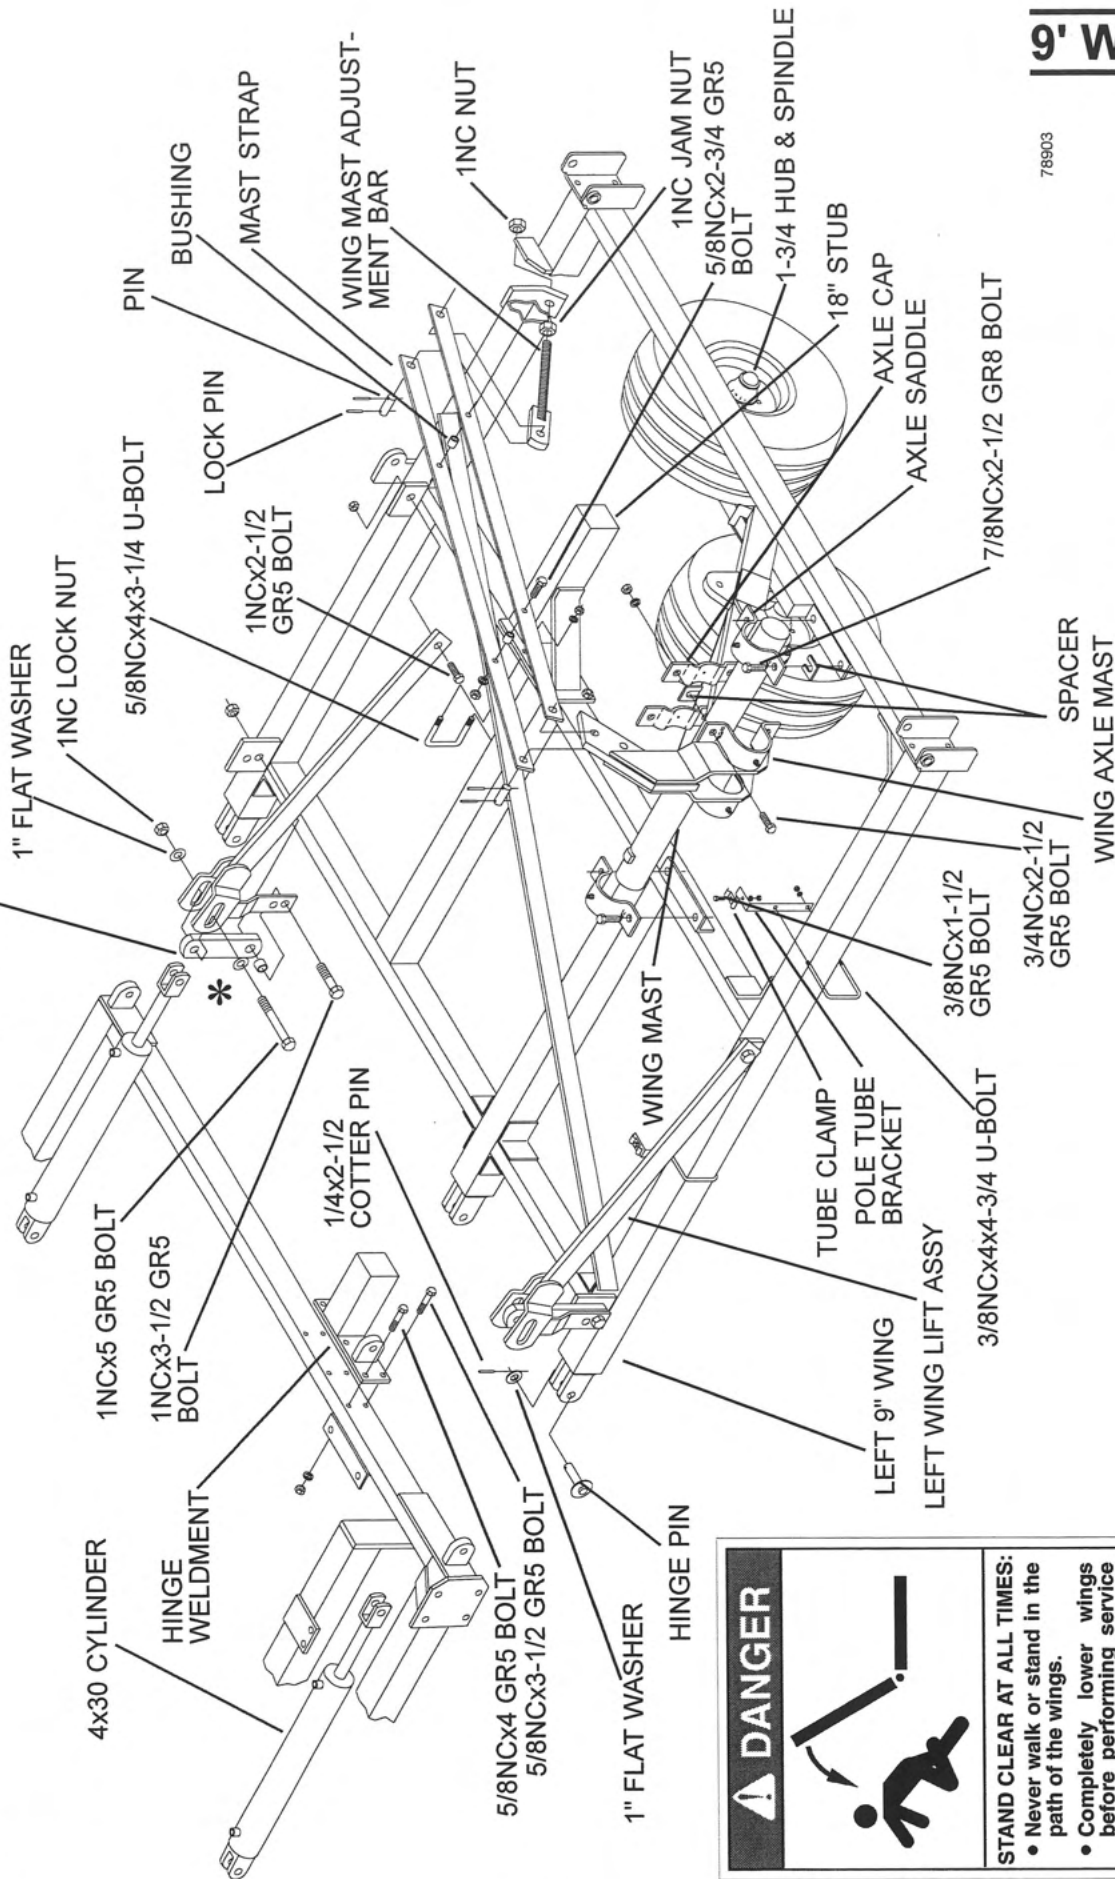 9' W
78903
1" FLAT WASHER
1NC LOCK NUT
5/8NCx4x3-1/4 U-BOLT
LOCK PIN
PIN
BUSHING
MAST STRAP
WING MAST ADJUST-
MENT BAR
1NC NUT
1NC JAM NUT
5/8NCx2-3/4 GR5
BOLT
1-3/4 HUB & SPINDLE
18" STUB
AXLE CAP
AXLE SADDLE
7/8NCx2-1/2 GR8 BOLT
SPACER
WING AXLE MAST
3/4NCx2-1/2
GR5 BOLT
3/8NCx1-1/2
GR5 BOLT
1NCx2-1/2
GR5 BOLT
WING MAST
TUBE CLAMP
POLE TUBE
BRACKET
3/8NCx4x4-3/4 U-BOLT
LEFT WING LIFT ASSY
LEFT 9" WING
*
1NCx5 GR5 BOLT
1NCx3-1/2 GR5
BOLT
1/4x2-1/2
COTTER PIN
4x30 CYLINDER
HINGE
WELDMENT
5/8NCx4 GR5 BOLT
5/8NCx3-1/2 GR5 BOLT
1" FLAT WASHER
HINGE PIN
DANGER
STAND CLEAR AT ALL TIMES:
• Never walk or stand in the
path of the wings.
• Completely lower wings
before performing service